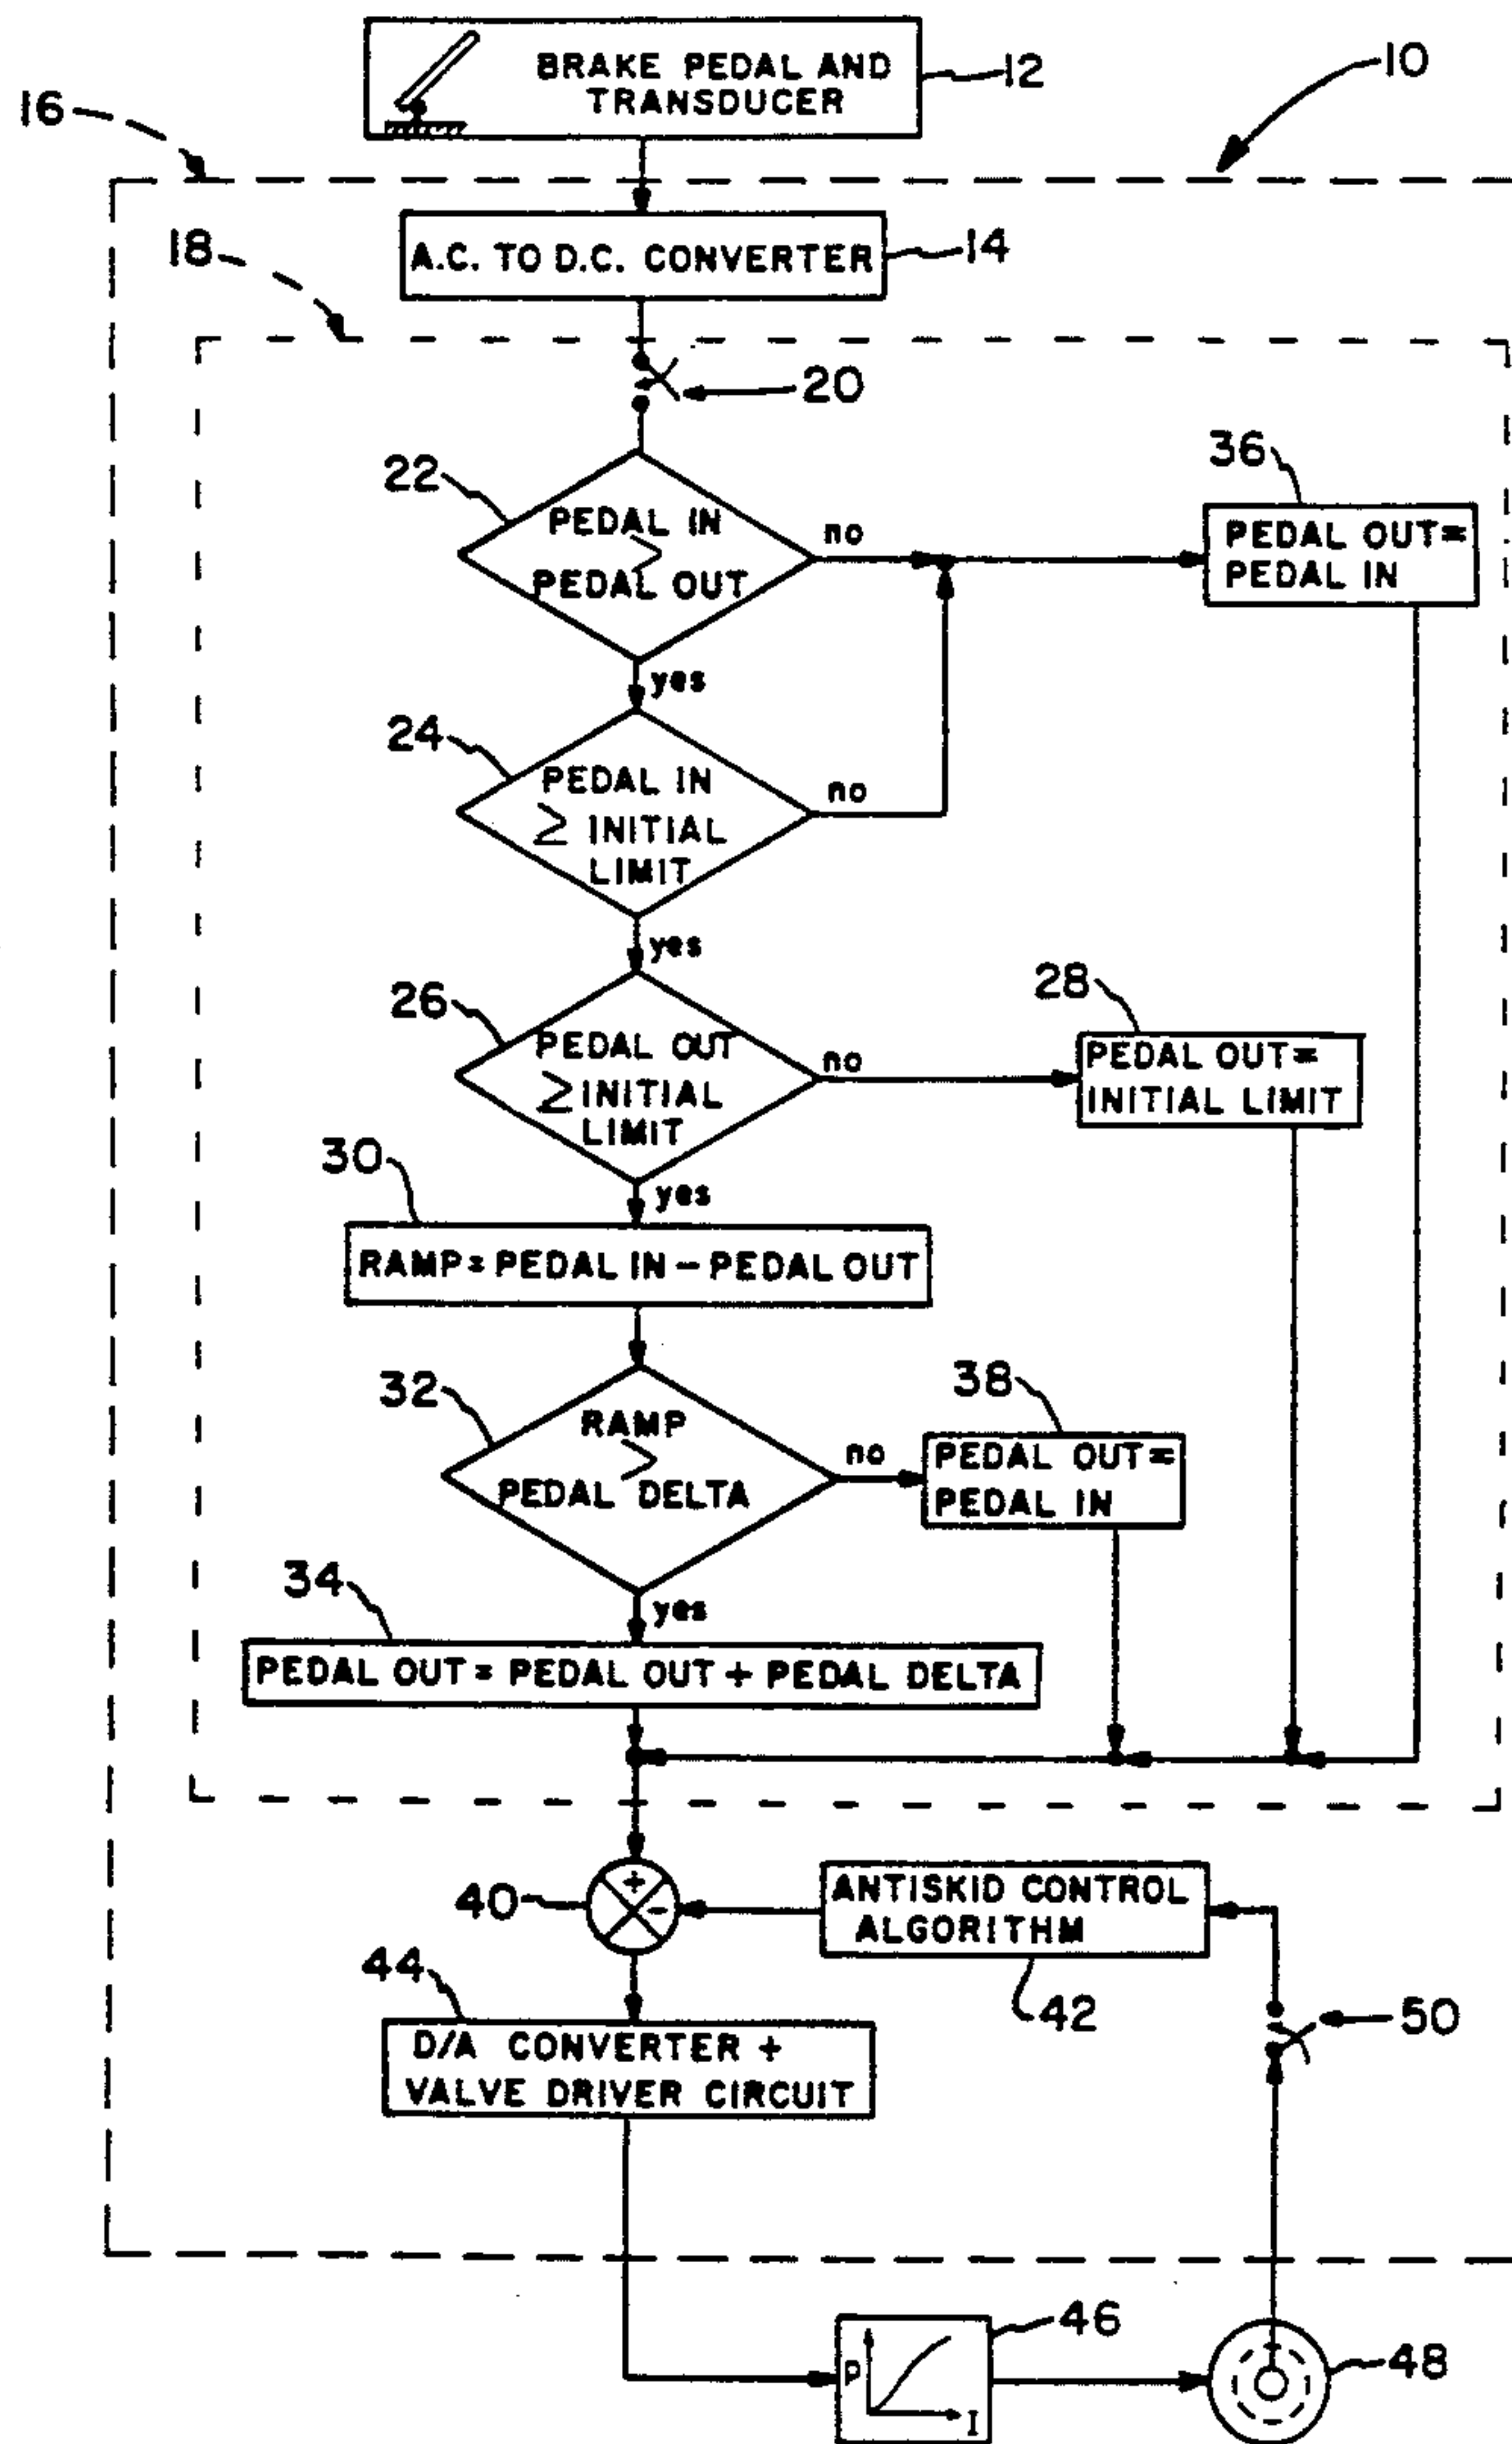 BRAKE PEDAL AND
TRANSDUCER
12
10
16
A.C. TO D.C. CONVERTER
14
18
20
22
PEDAL IN
>
PEDAL OUT
no
36
PEDAL OUT=
PEDAL IN
yes
24
PEDAL IN
≥ INITIAL
LIMIT
no
yes
26
PEDAL OUT
≥ INITIAL
LIMIT
no
28
PEDAL OUT=
INITIAL LIMIT
yes
30
RAMP=PEDAL IN - PEDAL OUT
32
RAMP
>
PEDAL DELTA
no
38
PEDAL OUT=
PEDAL IN
yes
34
PEDAL OUT = PEDAL OUT + PEDAL DELTA
40
+
-
ANTISKID CONTROL
ALGORITHM
42
44
D/A CONVERTER +
VALVE DRIVER CIRCUIT
50
46
P
I
48